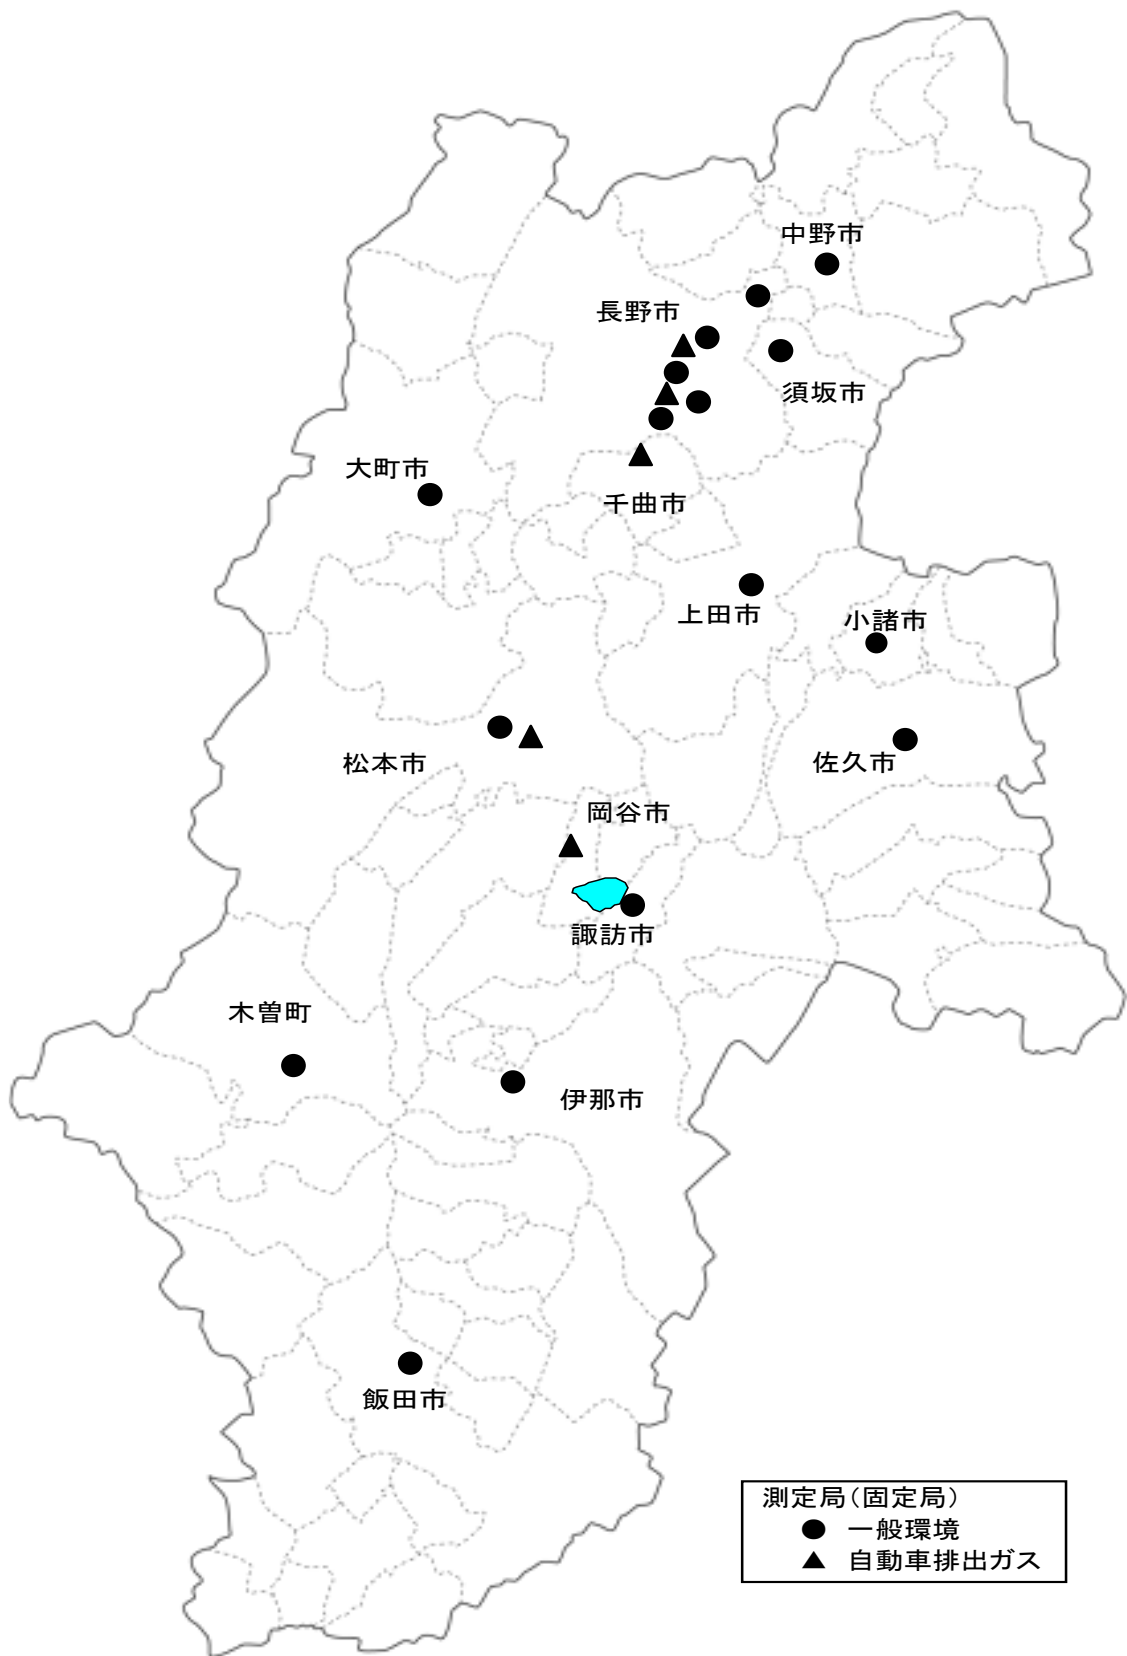 中野市
長野市
須坂市
大町市
千曲市
上田市
小諸市
松本市
佐久市
岡谷市
諏訪市
木曽町
伊那市
飯田市
測定局(固定局)
一般環境
自動車排出ガス